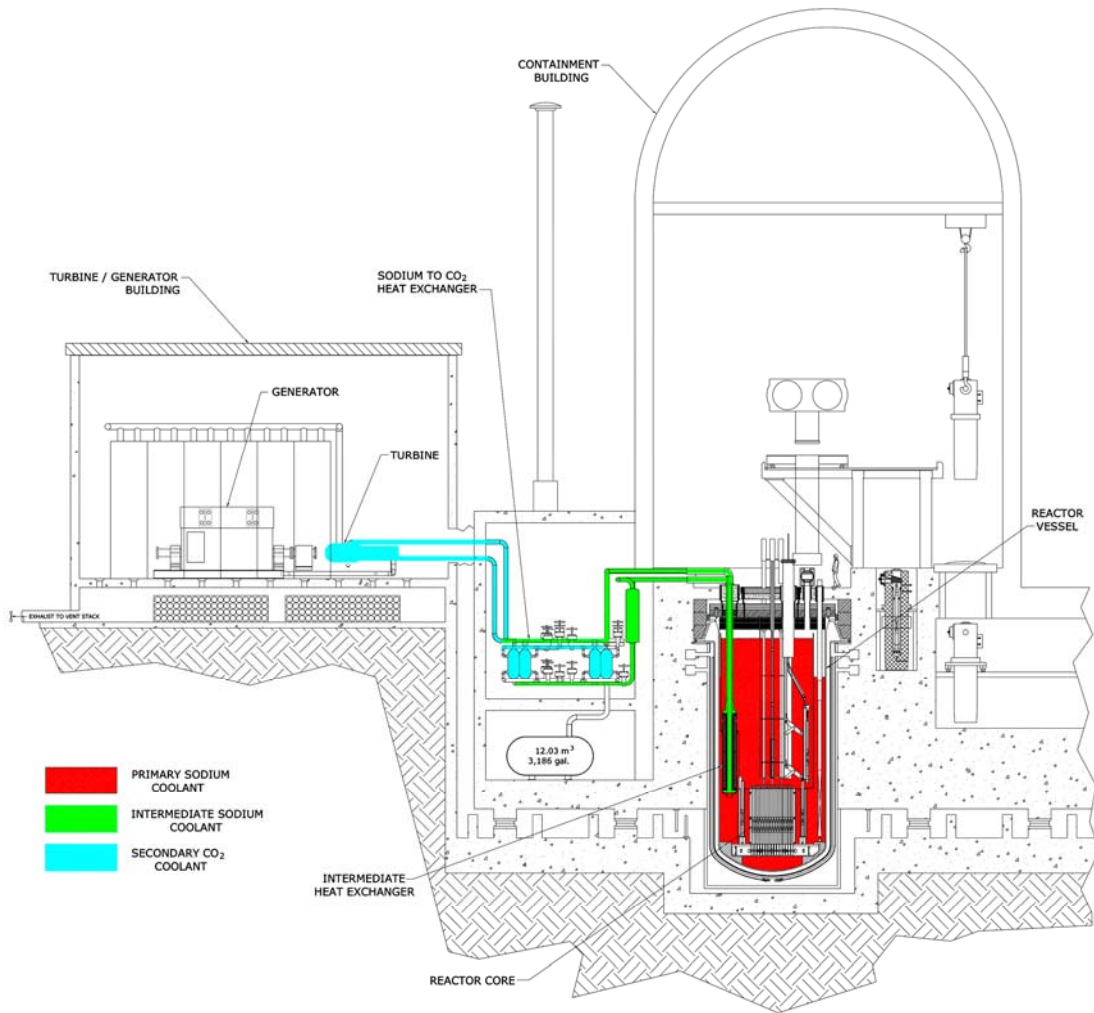 CONTAINMENT
BUILDING
TURBINE / GENERATOR
BUILDING
SODIUM TO CO₂
HEAT EXCHANGER
GENERATOR
TURBINE
REACTOR
VESSEL
EXHAUST TO VENT STACK
12.03 m³
3,186 gal.
PRIMARY SODIUM
COOLANT
INTERMEDIATE SODIUM
COOLANT
SECONDARY CO₂
COOLANT
INTERMEDIATE
HEAT EXCHANGER
REACTOR CORE